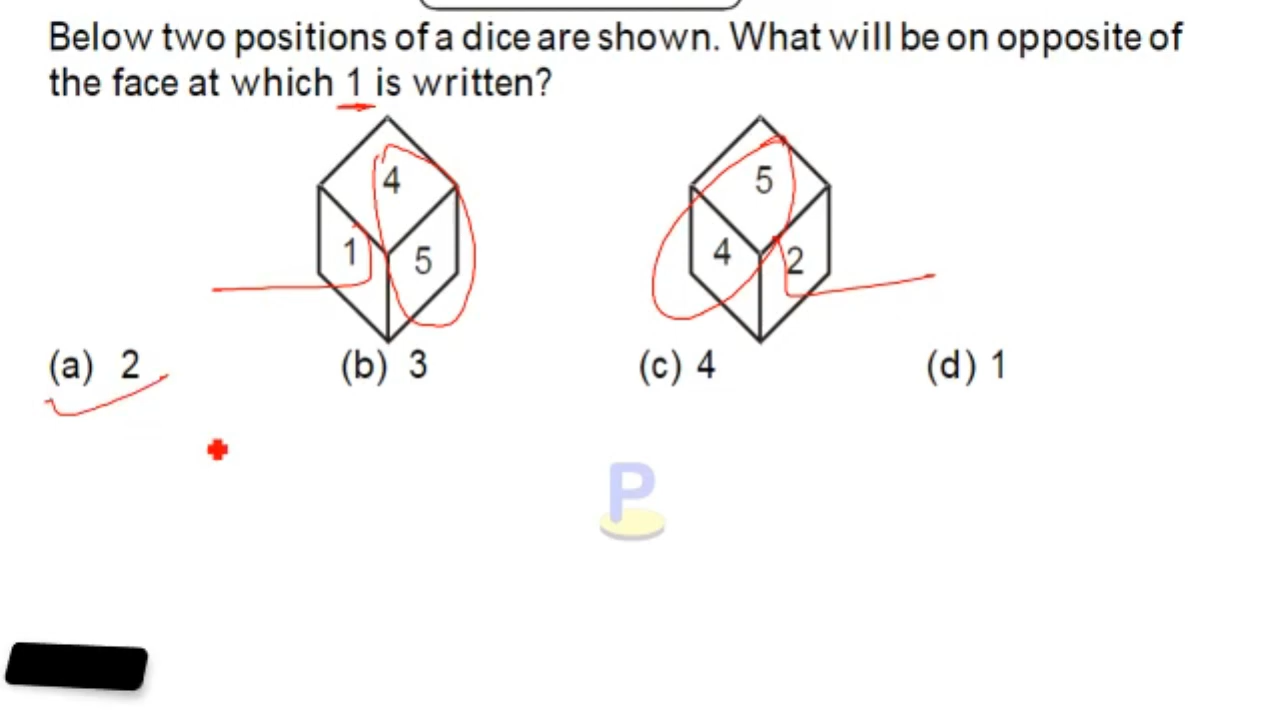 Below two positions of a dice are shown. What will be on opposite of
the face at which 1 is written?
4
1
5
5
4
2
(a) 2 (b) 3 (c) 4 (d) 1
P